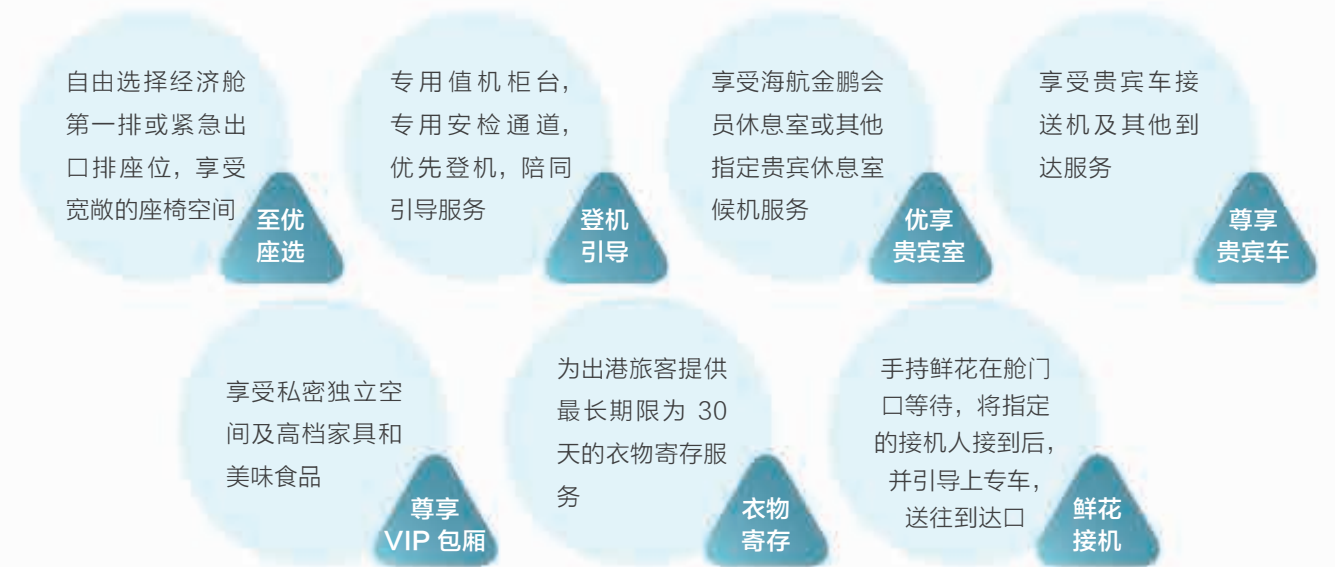 自由选择经济舱
第一排或紧急出
口排座位，享受
宽敞的座椅空间
至优
座选
专用值机柜台，
专用安检通道，
优先登机，陪同
引导服务
登机
引导
享受海航金鹏会
员休息室或其他
指定贵宾休息室
候机服务
优享
贵宾室
享受贵宾车接
送机及其他到
达服务
尊享
贵宾车
享受私密独立空
间及高档家具和
美味食品
尊享
VIP 包厢
为出港旅客提供
最长期限为 30
天的衣物寄存服
务
衣物
寄存
手持鲜花在舱门
口等待，将指定
的接机人接到后，
并引导上专车，
送往到达口
鲜花
接机